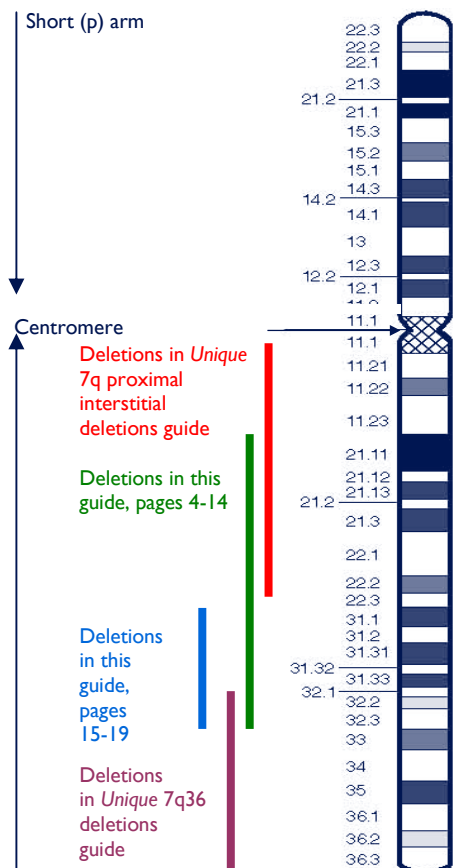 Short (p) arm
22.3
22.2
22.1
21.3
21.2
21.1
15.3
15.2
15.1
14.3
14.2
14.1
13
12.3
12.2
12.1
11.1
Centromere
11.1
Deletions in Unique
7q proximal
interstitial
deletions guide
11.21
11.22
11.23
21.11
Deletions in this
guide, pages 4-14
21.12
21.13
21.2
21.3
22.1
22.2
22.3
31.1
31.2
31.31
Deletions
in this
guide,
pages
15-19
31.32
31.33
32.1
32.2
32.3
33
34
35
36.1
36.2
36.3
Deletions
in Unique 7q36
deletions
guide